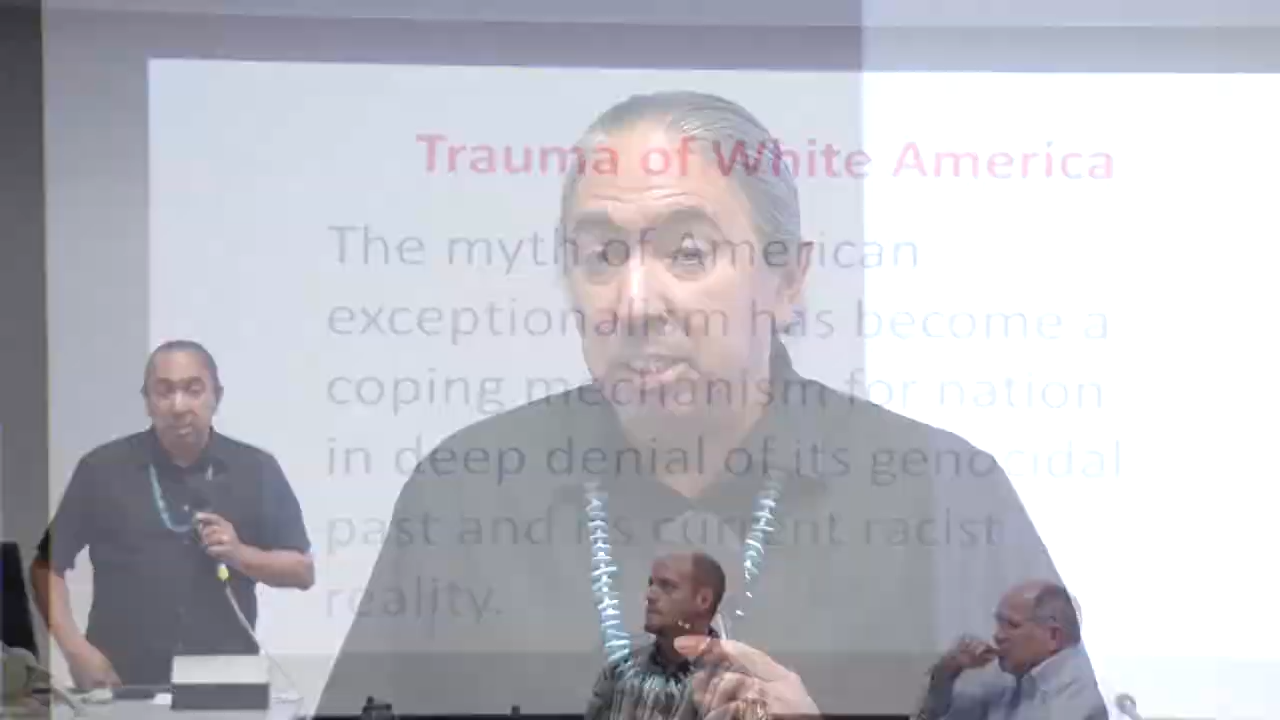 Trauma of White America
The myth of American
exceptionalism has become a
coping mechanism for nation
in deep denial of its genocidal
past and its current racist
reality.